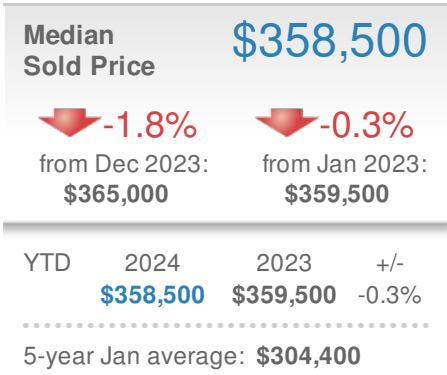 Median $358,500
Sold Price
-1.8% -0.3%
from Dec 2023: from Jan 2023:
$365,000 $359,500
YTD 2024 2023 +/-
$358,500 $359,500 -0.3%
5-year Jan average: $304,400